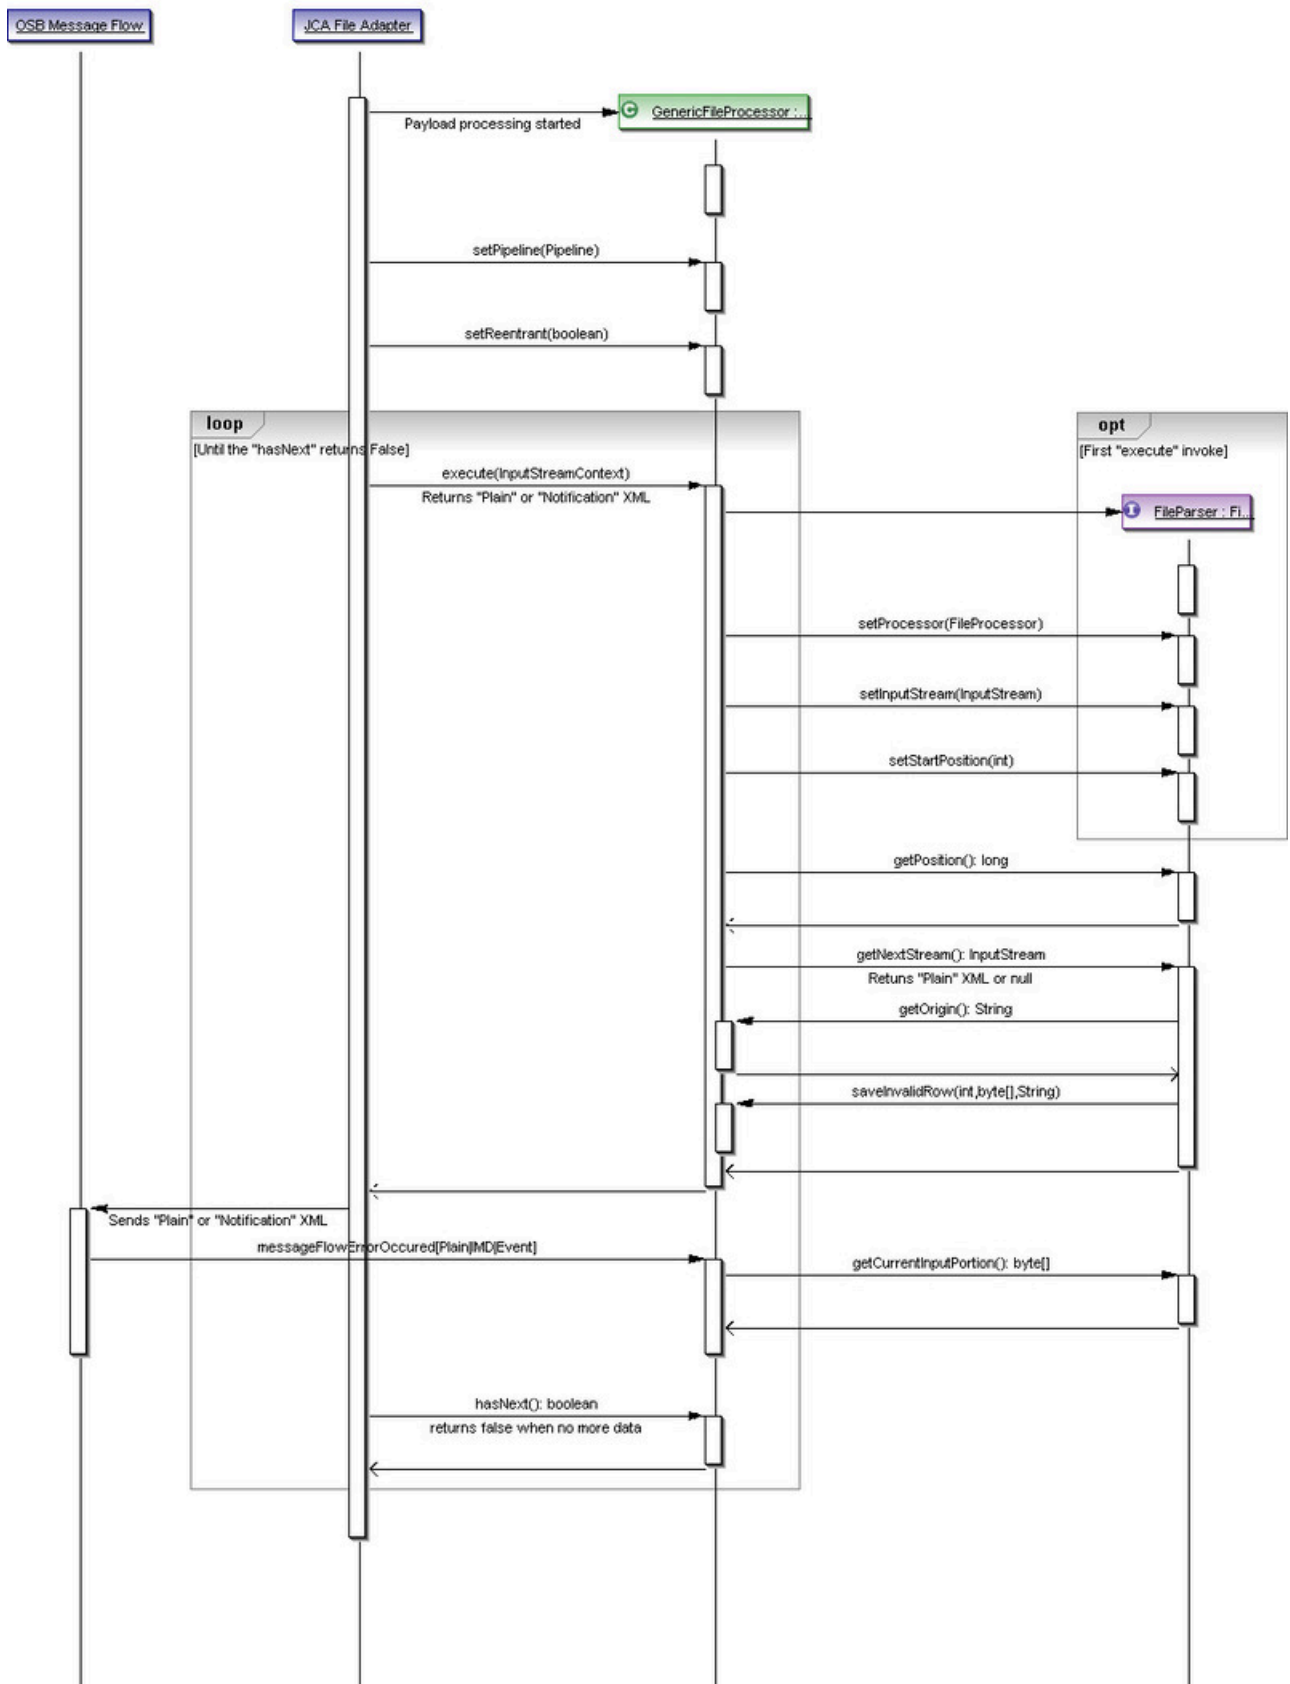 OSB Message Flow
JCA File Adapter
GenericFileProcessor :...
Payload processing started
setPipeline(Pipeline)
setReentrant(boolean)
loop
[Until the "hasNext" returns False]
opt
[First "execute" invoke]
execute(InputStreamContext)
Returns "Plain" or "Notification" XML
FileParser : Fi...
setProcessor(FileProcessor)
setInputStream(InputStream)
setStartPosition(int)
getPosition(): long
getNextStream(): InputStream
Retuns "Plain" XML or null
getOrigin(): String
saveInvalidRow(int,byte[],String)
Sends "Plain" or "Notification" XML
messageFlowErrorOccured[Plain|IMD|Event]
getCurrentInputPortion(): byte[]
hasNext(): boolean
returns false when no more data